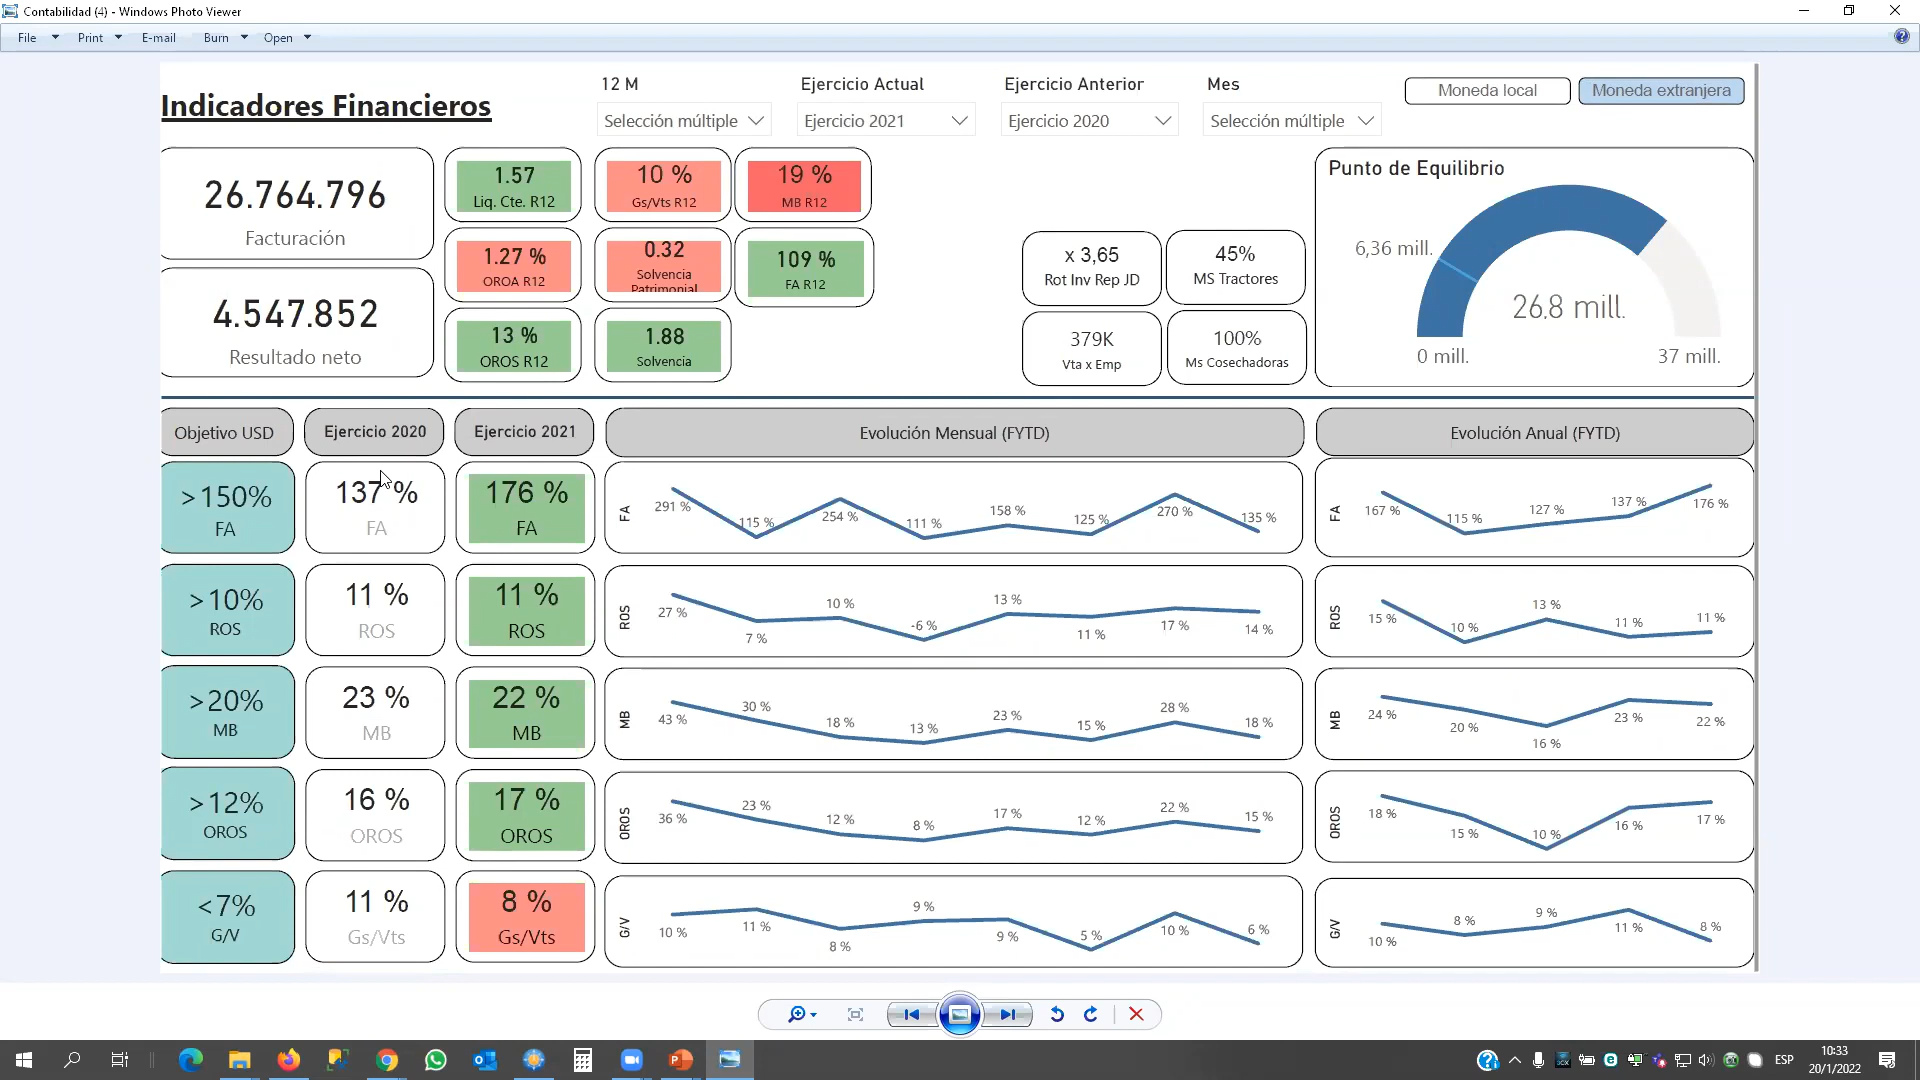 Contabilidad (4) - Windows Photo Viewer
File Print E-mail Burn Open
Indicadores Financieros
12 M
Selección múltiple
Ejercicio Actual
Ejercicio 2021
Ejercicio Anterior
Ejercicio 2020
Mes
Selección múltiple
Moneda local
Moneda extranjera
26.764.796
Facturación
4.547.852
Resultado neto
1.57
Liq. Cte. R12
10 %
Gs/Vts R12
19 %
MB R12
1.27 %
OROA R12
0.32
Solvencia
Patrimonial
109 %
FA R12
13 %
OROS R12
1.88
Solvencia
x 3,65
Rot Inv Rep JD
45%
MS Tractores
379K
Vta x Emp
100%
Ms Cosechadoras
Punto de Equilibrio
6,36 mill.
26,8 mill.
0 mill.
37 mill.
Objetivo USD
Ejercicio 2020
Ejercicio 2021
Evolución Mensual (FYTD)
Evolución Anual (FYTD)
>150%
FA
137 %
FA
176 %
FA
FA
291 % 115 % 254 % 111 % 158 % 125 % 270 % 135 %
FA
167 % 115 % 127 % 137 % 176 %
>10%
ROS
11 %
ROS
11 %
ROS
ROS
27 % 7 % 10 % -6 % 13 % 11 % 17 % 14 %
ROS
15 % 10 % 13 % 11 % 11 %
>20%
MB
23 %
MB
22 %
MB
MB
43 % 30 % 18 % 13 % 23 % 15 % 28 % 18 %
MB
24 % 20 % 16 % 23 % 22 %
>12%
OROS
16 %
OROS
17 %
OROS
OROS
36 % 23 % 12 % 8 % 17 % 12 % 22 % 15 %
OROS
18 % 15 % 10 % 16 % 17 %
<7%
G/V
11 %
Gs/Vts
8 %
Gs/Vts
G/V
10 % 11 % 8 % 9 % 9 % 5 % 10 % 6 %
G/V
10 % 8 % 9 % 11 % 8 %
ESP
10:33
20/1/2022